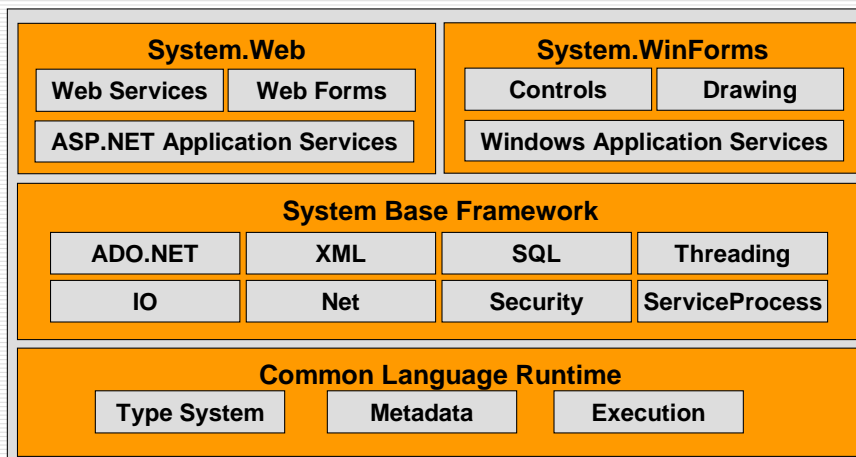 System.Web
Web Services
Web Forms
ASP.NET Application Services
System.WinForms
Controls
Drawing
Windows Application Services
System Base Framework
ADO.NET
XML
SQL
Threading
IO
Net
Security
ServiceProcess
Common Language Runtime
Type System
Metadata
Execution